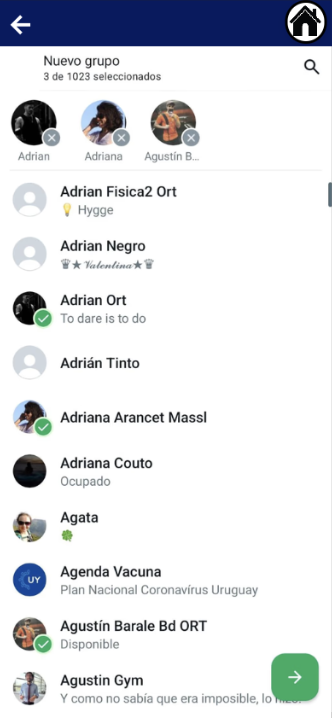 Nuevo grupo
3 de 1023 seleccionados
Adrian
Adriana
Agustín B...
Adrian Fisica2 Ort
💡 Hygge
Adrian Negro
♛★𝒱𝒶𝓁𝑒𝓃𝓉𝒾𝓃𝒶★♛
Adrian Ort
To dare is to do
Adrián Tinto
Adriana Arancet Massl
Adriana Couto
Ocupado
Agata
🍀
UY
Agenda Vacuna
Plan Nacional Coronavírus Uruguay
Agustín Barale Bd ORT
Disponible
Agustin Gym
Y como no sabía que era imposible, lo hizo.